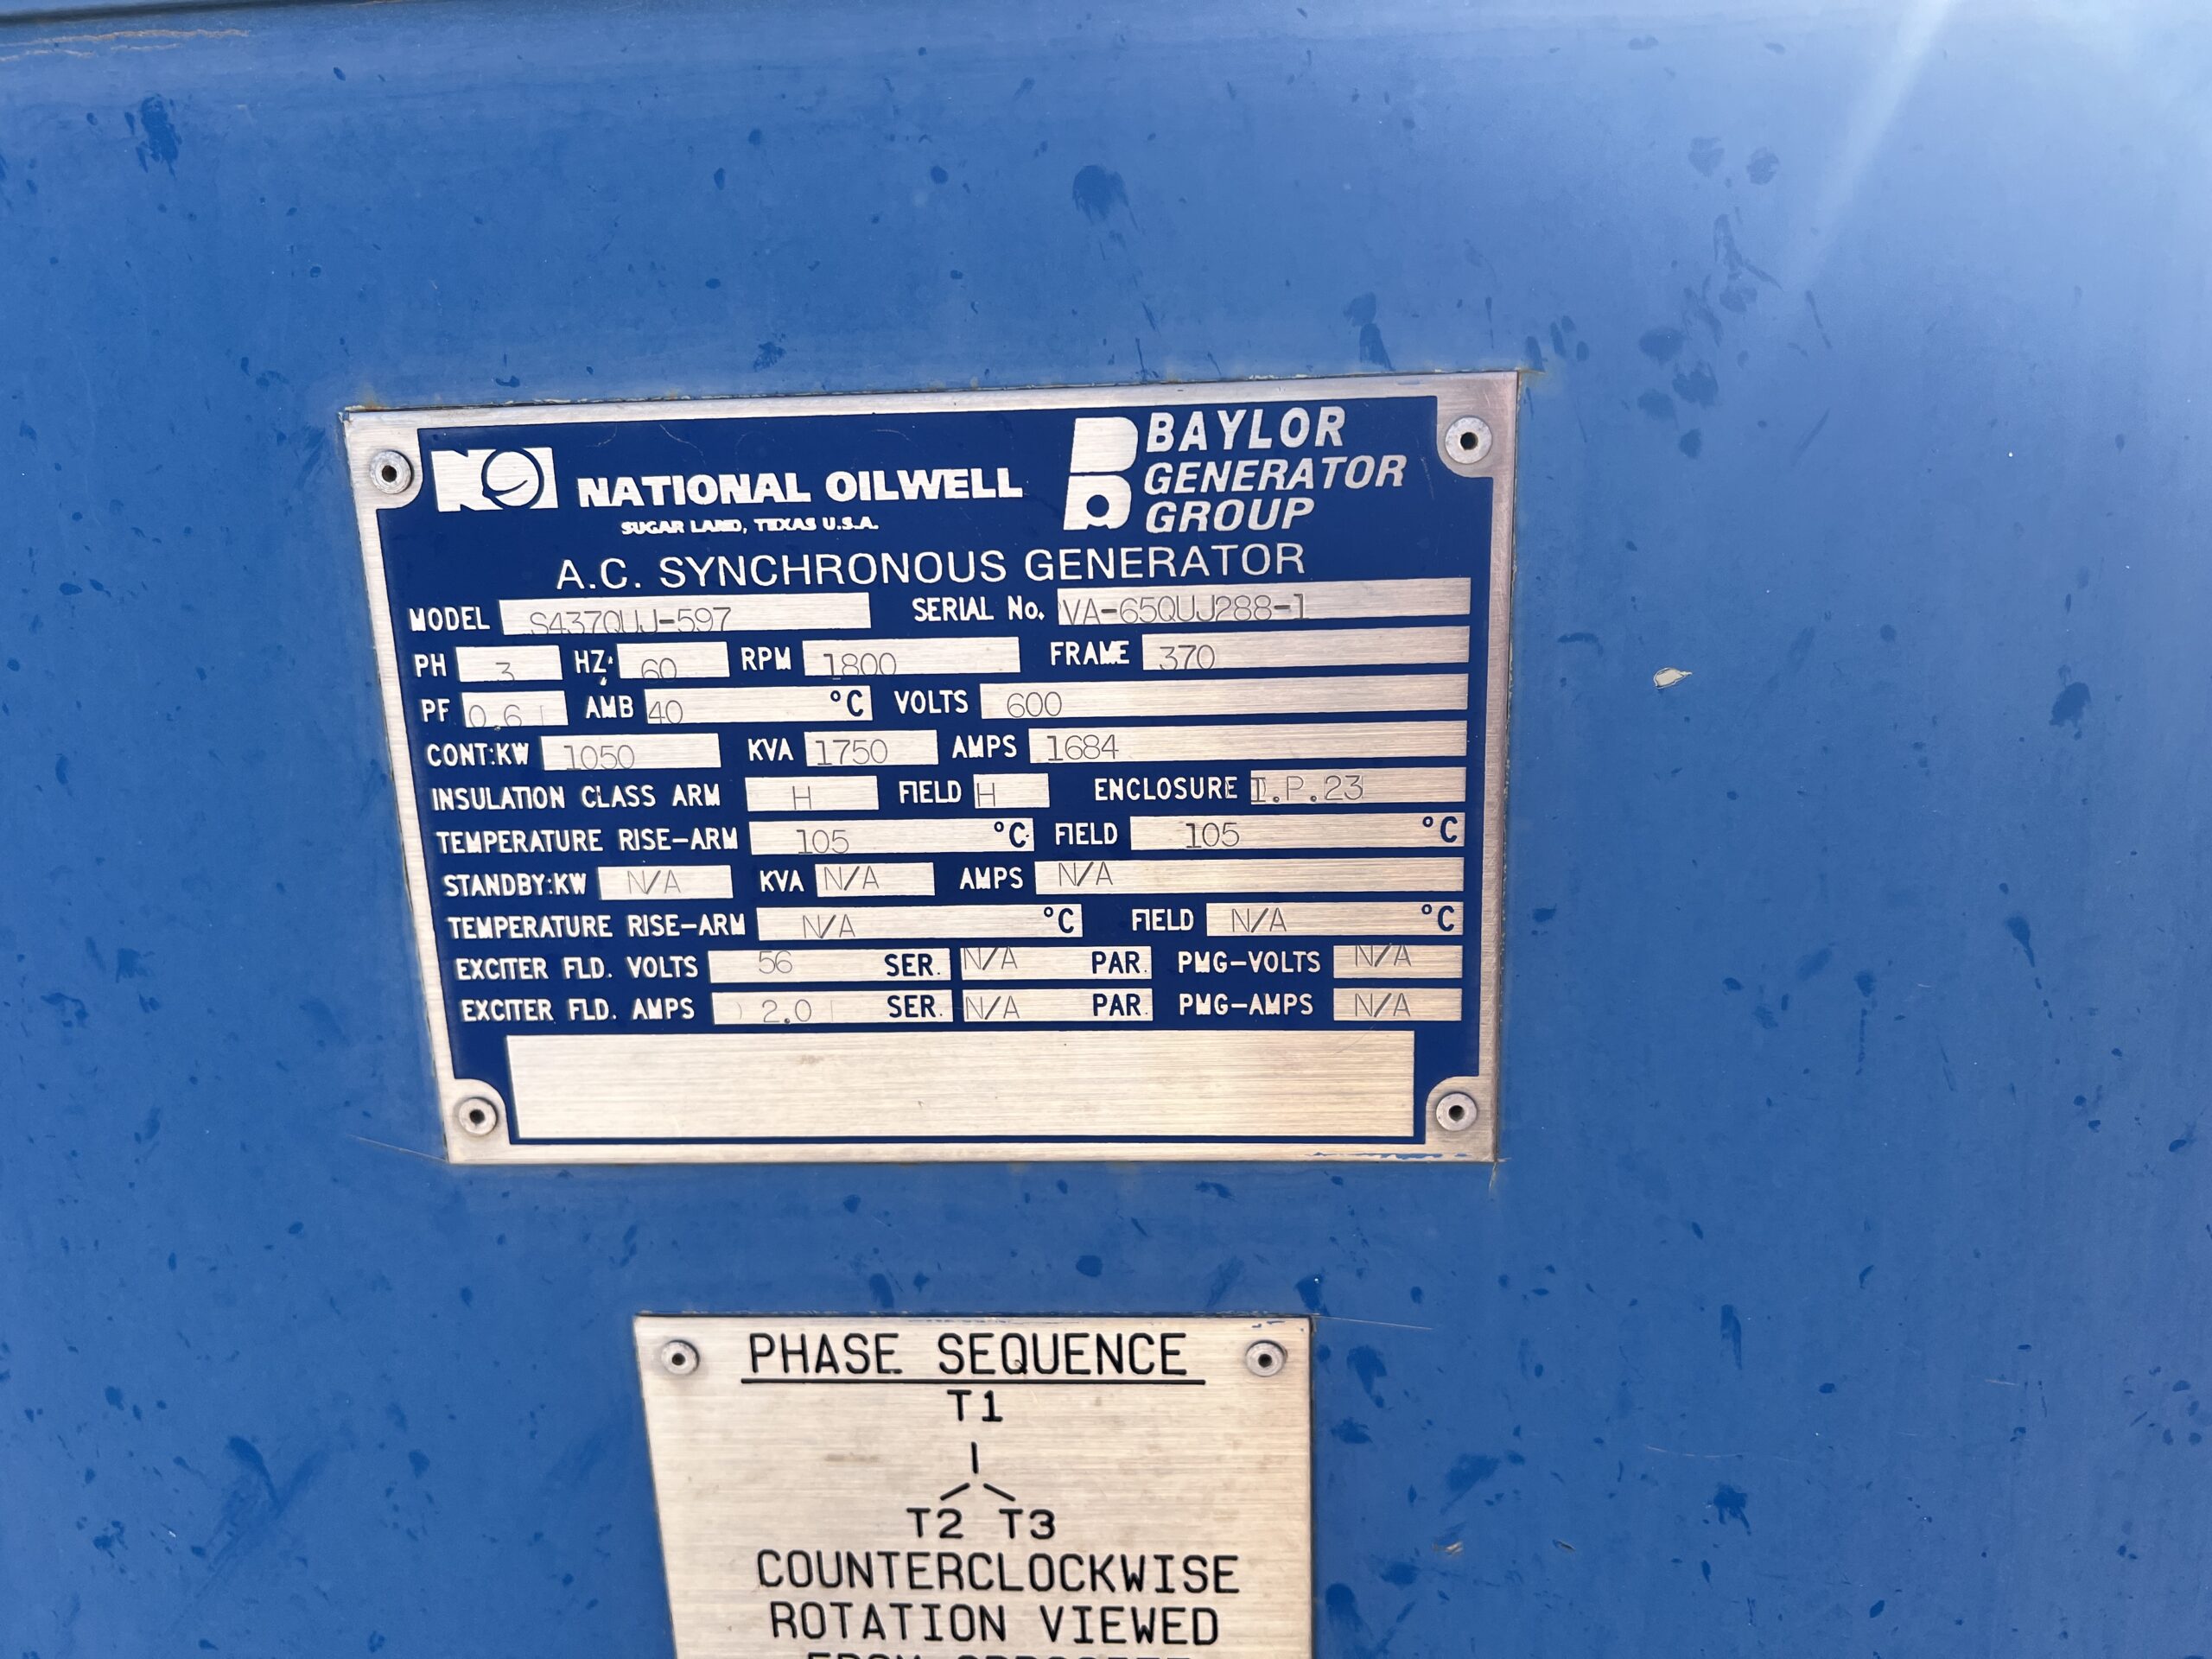 NATIONAL OILWELL
SUGAR LAND, TEXAS U.S.A.
BAYLOR
GENERATOR
GROUP
A.C. SYNCHRONOUS GENERATOR
MODEL S437QUJ-597 SERIAL No. VA-65QUJ288-1
PH 3 HZ. 60 RPM 1800 FRAME 370
PF 0.6 AMB 40 °C VOLTS 600
CONT:KW 1050 KVA 1750 AMPS 1684
INSULATION CLASS ARM H FIELD H ENCLOSURE I.P.23
TEMPERATURE RISE-ARM 105 °C FIELD 105 °C
STANDBY:KW N/A KVA N/A AMPS N/A
TEMPERATURE RISE-ARM N/A °C FIELD N/A °C
EXCITER FLD. VOLTS 56 SER. N/A PAR. PMG-VOLTS N/A
EXCITER FLD. AMPS 2.0 SER. N/A PAR. PMG-AMPS N/A
PHASE SEQUENCE
T1
T2 T3
COUNTERCLOCKWISE
ROTATION VIEWED